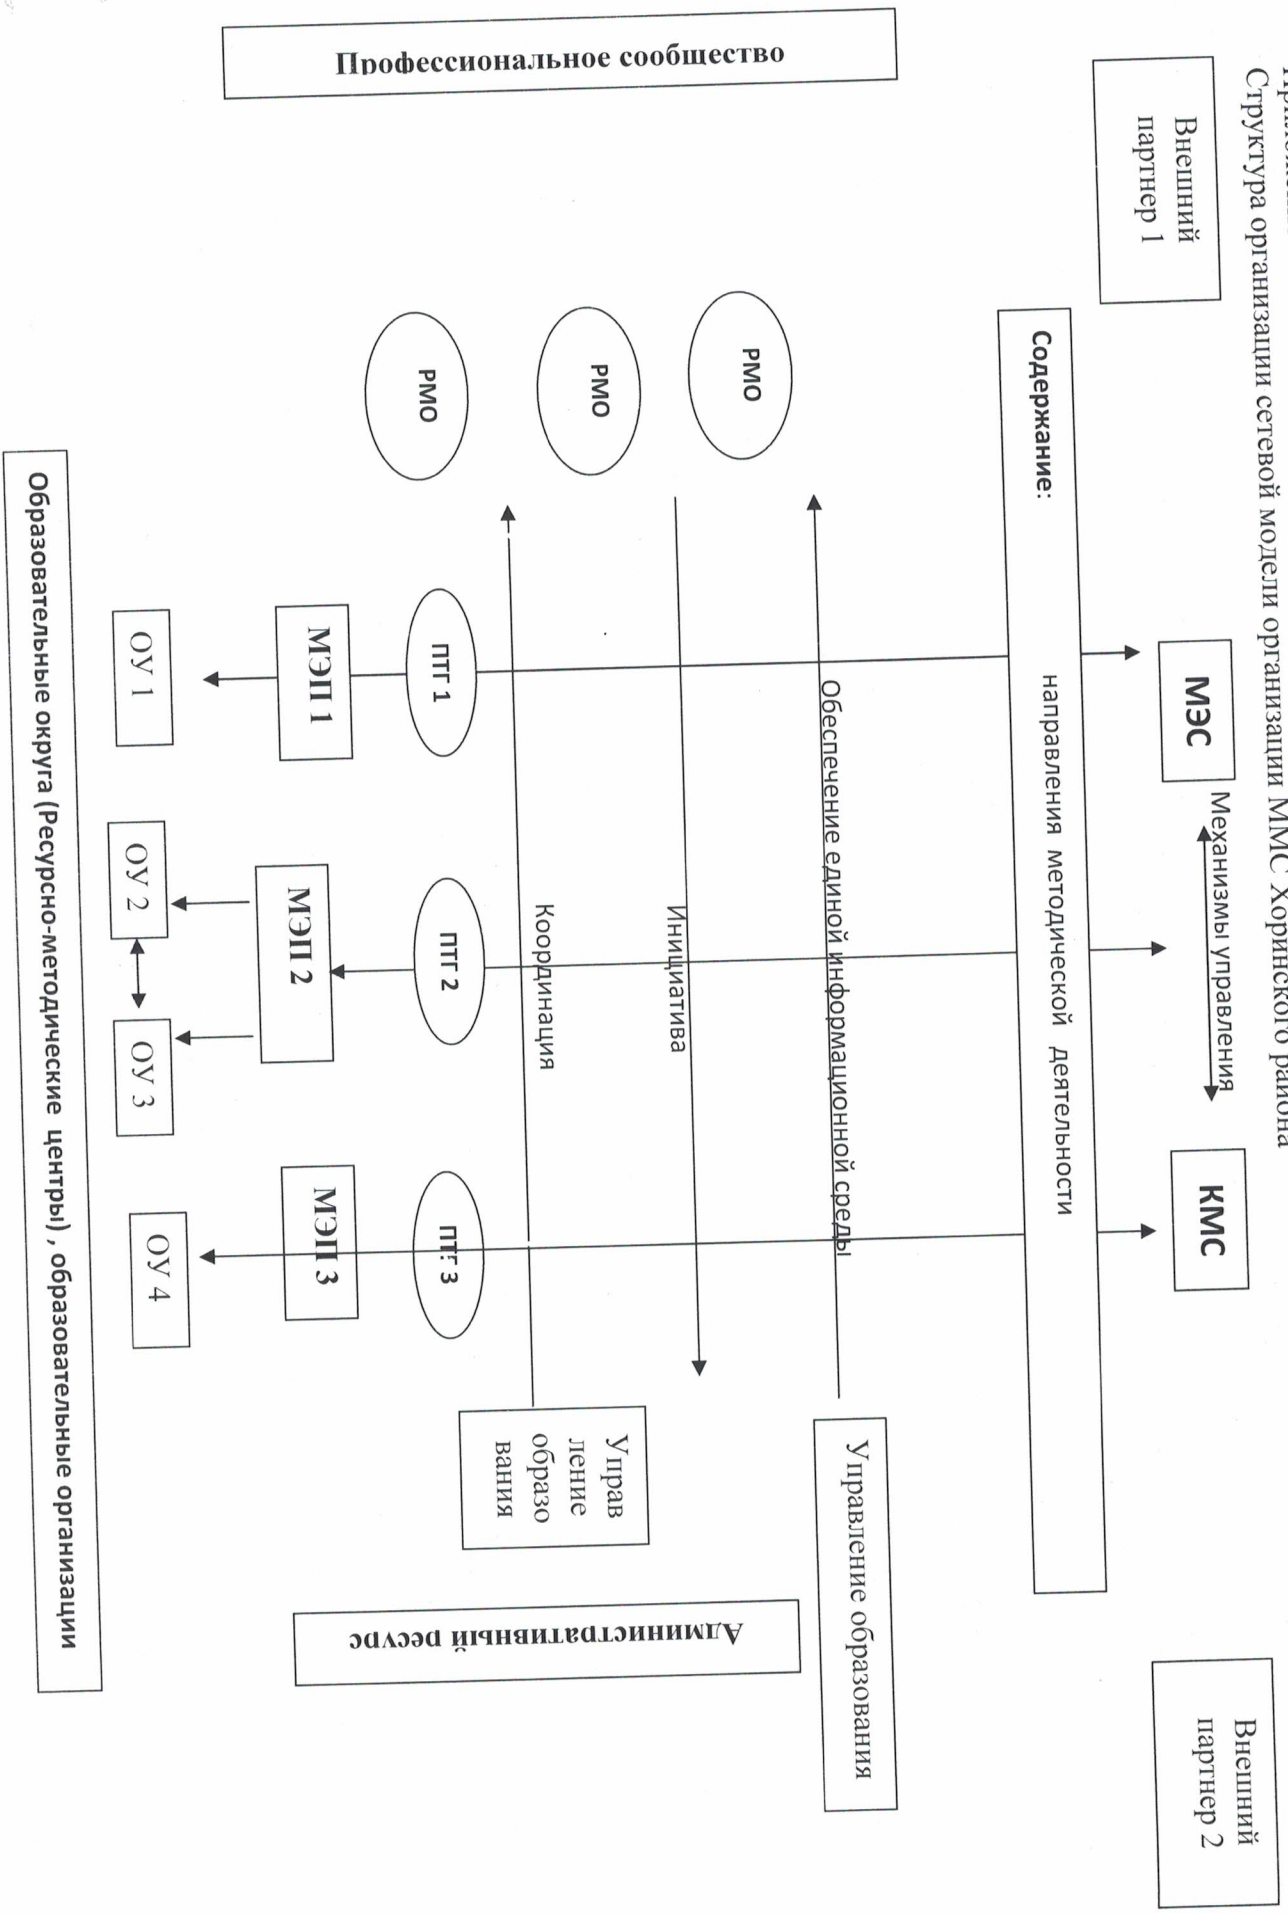 Структура организации сетевой модели организации ММС Хоринского района
Внешний
партнер 1
МЭС
Механизмы управления
КМС
Внешний
партнер 2
Содержание: направления методической деятельности
РМО
Обеспечение единой информационной среды
Управление образования
РМО
Инициатива
РМО
Координация
Управ
ление
образо
вания
Профессиональное сообщество
Административный ресурс
ПТГ 1
ПТГ 2
ПТГ 3
МЭП 1
МЭП 2
МЭП 3
ОУ 1
ОУ 2
ОУ 3
ОУ 4
Образовательные округа (Ресурсно-методические центры) , образовательные организации